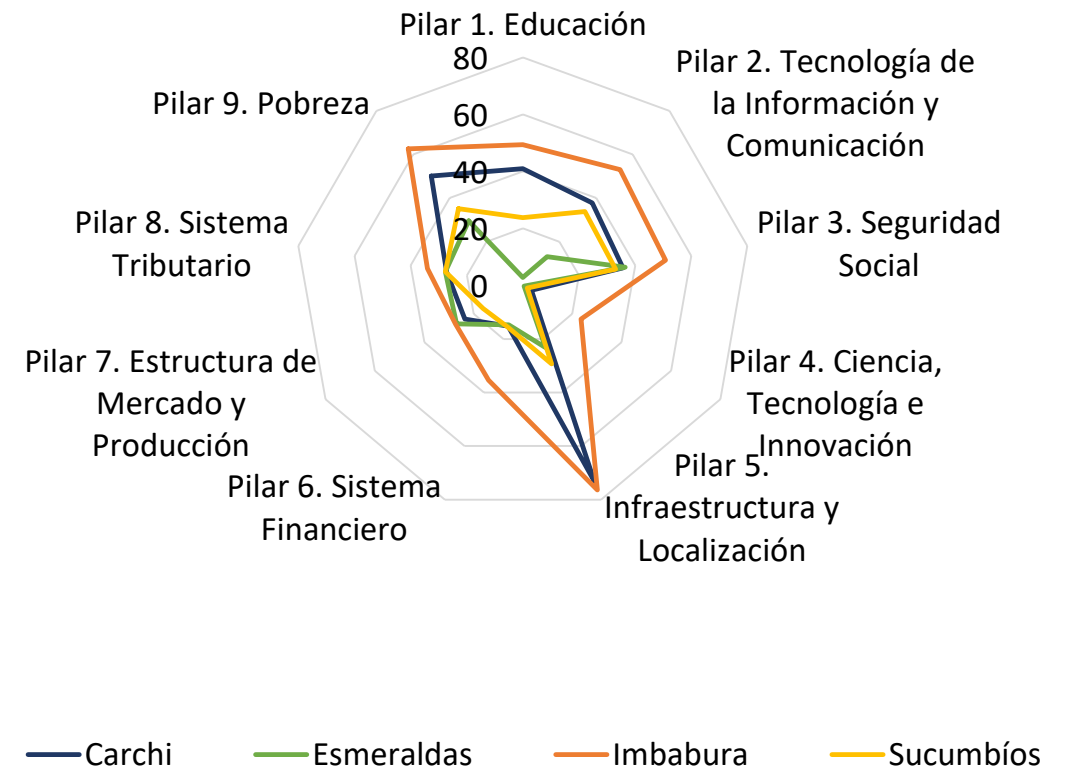 Pilar 1. Educación
80
60
40
20
0
Pilar 2. Tecnología de
la Información y
Comunicación
Pilar 3. Seguridad
Social
Pilar 4. Ciencia,
Tecnología e
Innovación
Pilar 5.
Infraestructura y
Localización
Pilar 6. Sistema
Financiero
Pilar 7. Estructura de
Mercado y
Producción
Pilar 8. Sistema
Tributario
Pilar 9. Pobreza
Carchi
Esmeraldas
Imbabura
Sucumbíos